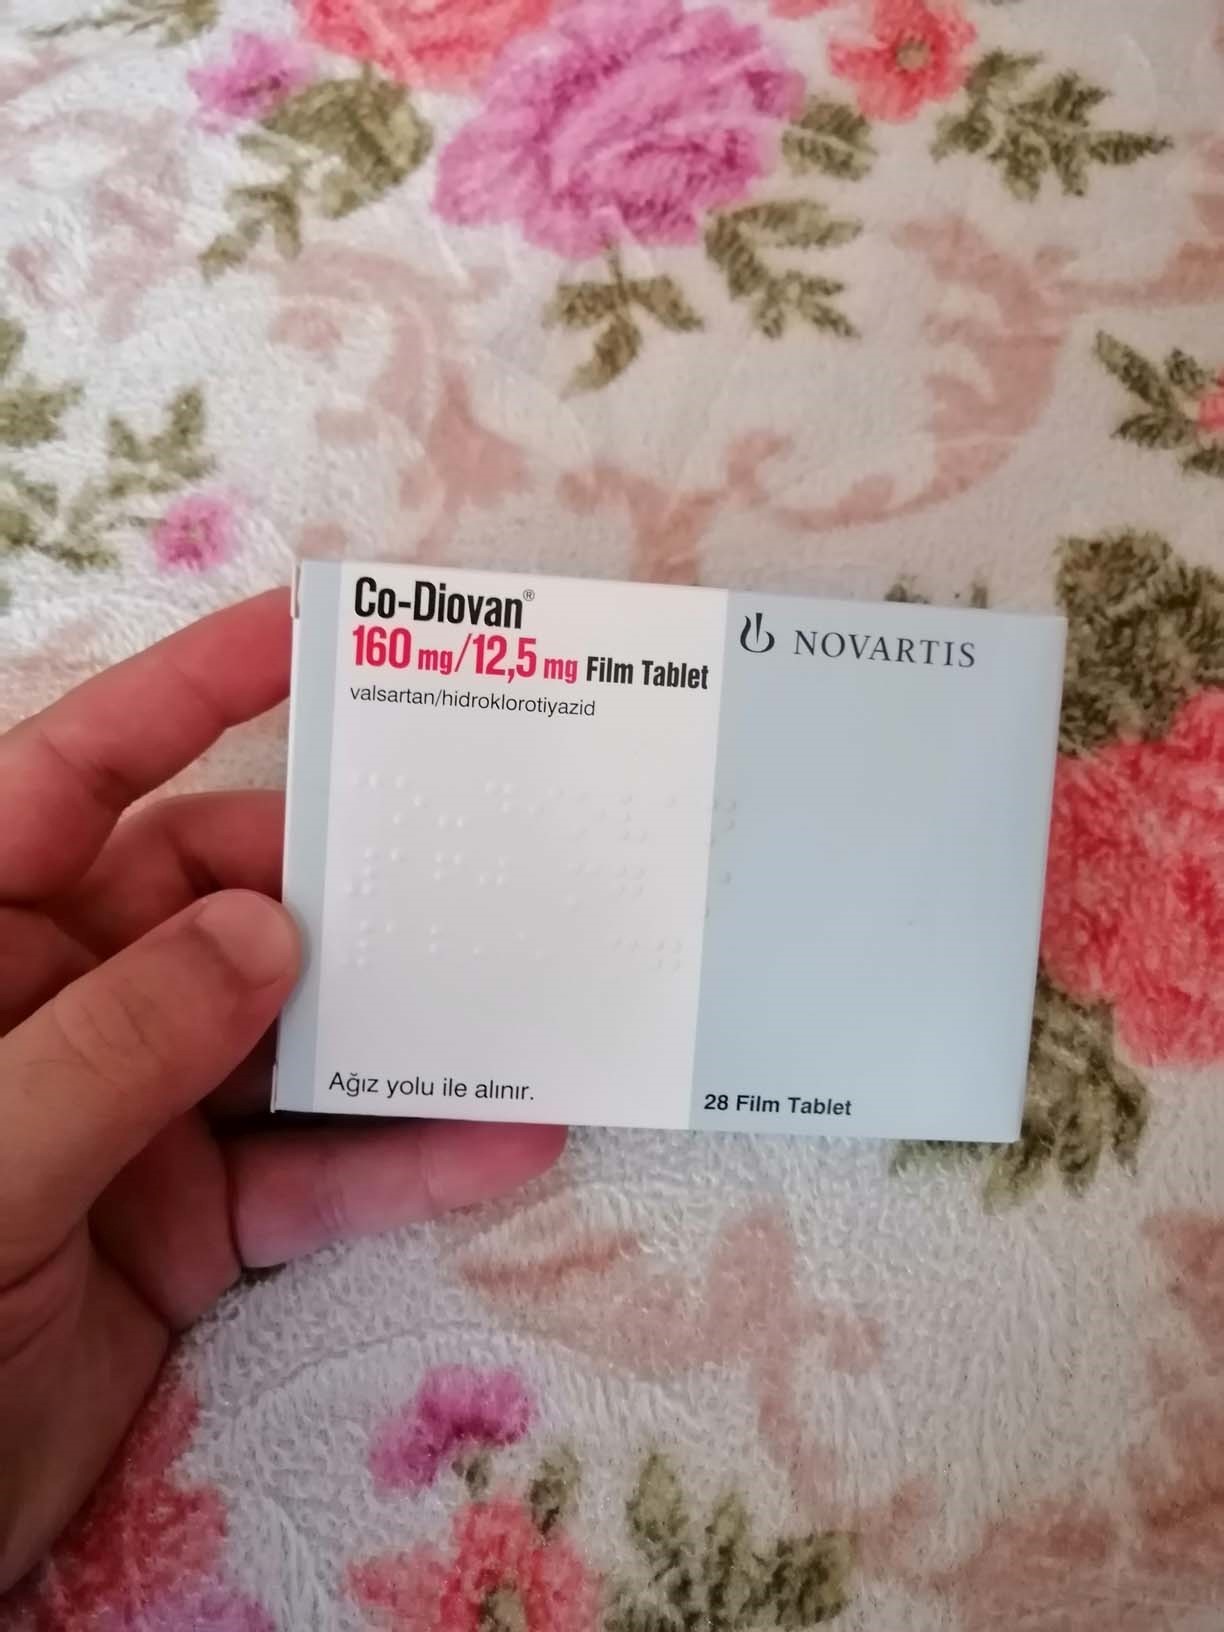 Co-Diovan®
160 mg/12,5 mg Film Tablet
valsartan/hidroklorotiyazid
NOVARTIS
Ağız yolu ile alınır.
28 Film Tablet